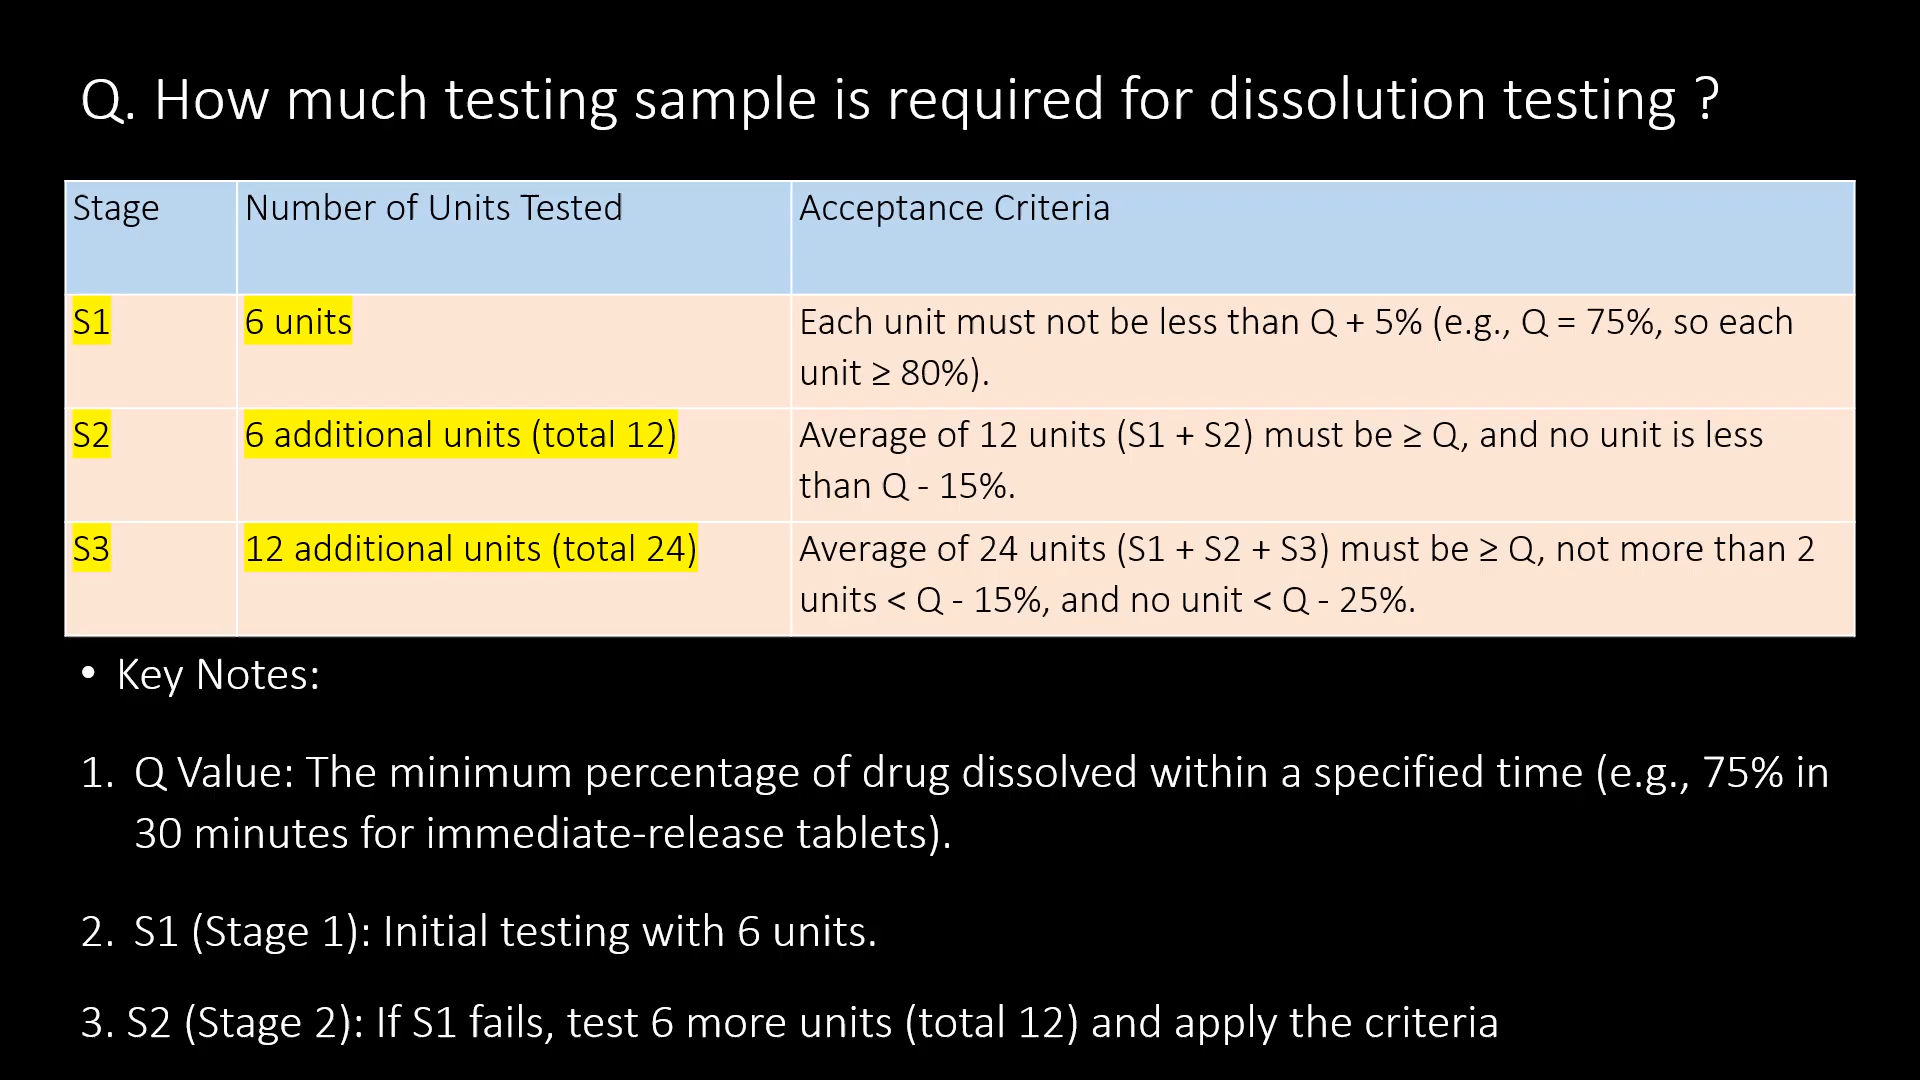 Q. How much testing sample is required for dissolution testing ?
Stage
Number of Units Tested
Acceptance Criteria
S1
6 units
Each unit must not be less than Q + 5% (e.g., Q = 75%, so each
unit ≥ 80%).
S2
6 additional units (total 12)
Average of 12 units (S1 + S2) must be ≥ Q, and no unit is less
than Q - 15%.
S3
12 additional units (total 24)
Average of 24 units (S1 + S2 + S3) must be ≥ Q, not more than 2
units < Q - 15%, and no unit < Q - 25%.
• Key Notes:
1. Q Value: The minimum percentage of drug dissolved within a specified time (e.g., 75% in
30 minutes for immediate-release tablets).
2. S1 (Stage 1): Initial testing with 6 units.
3. S2 (Stage 2): If S1 fails, test 6 more units (total 12) and apply the criteria